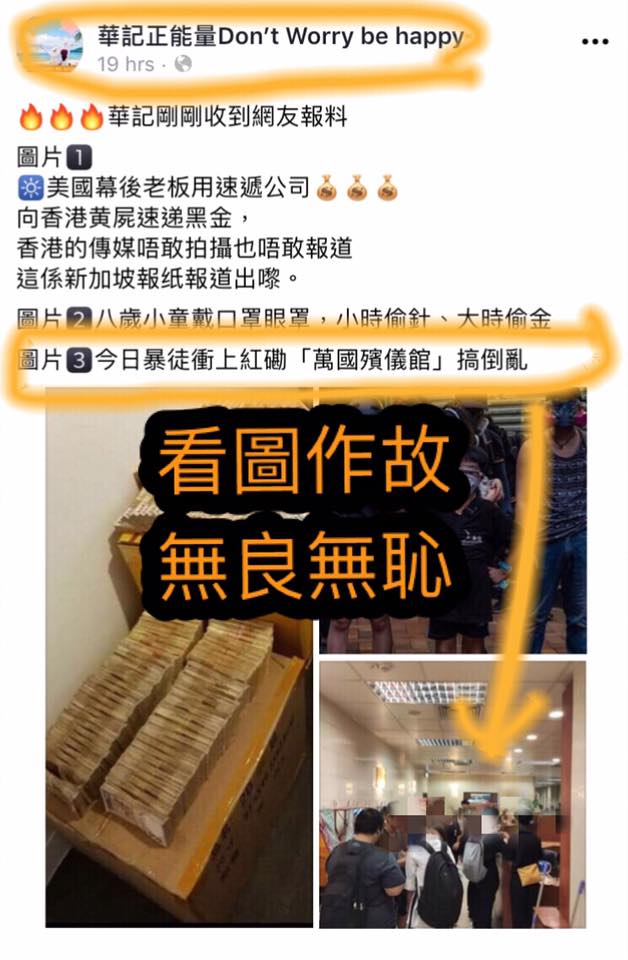 華記正能量Don't Worry be happy
19 hrs ·
🔥🔥🔥華記剛剛收到網友報料
圖片1️⃣
🔅美國幕後老板用速遞公司💰💰💰
向香港黄屍速递黑金，
香港的傳媒唔敢拍攝也唔敢報道
這係新加坡報纸報道出嚟。
圖片2️⃣八歲小童戴口罩眼罩，小時偷針、大時偷金
圖片3️⃣今日暴徒衝上紅磡「萬國殯儀館」搞倒亂
看圖作故
無良無恥